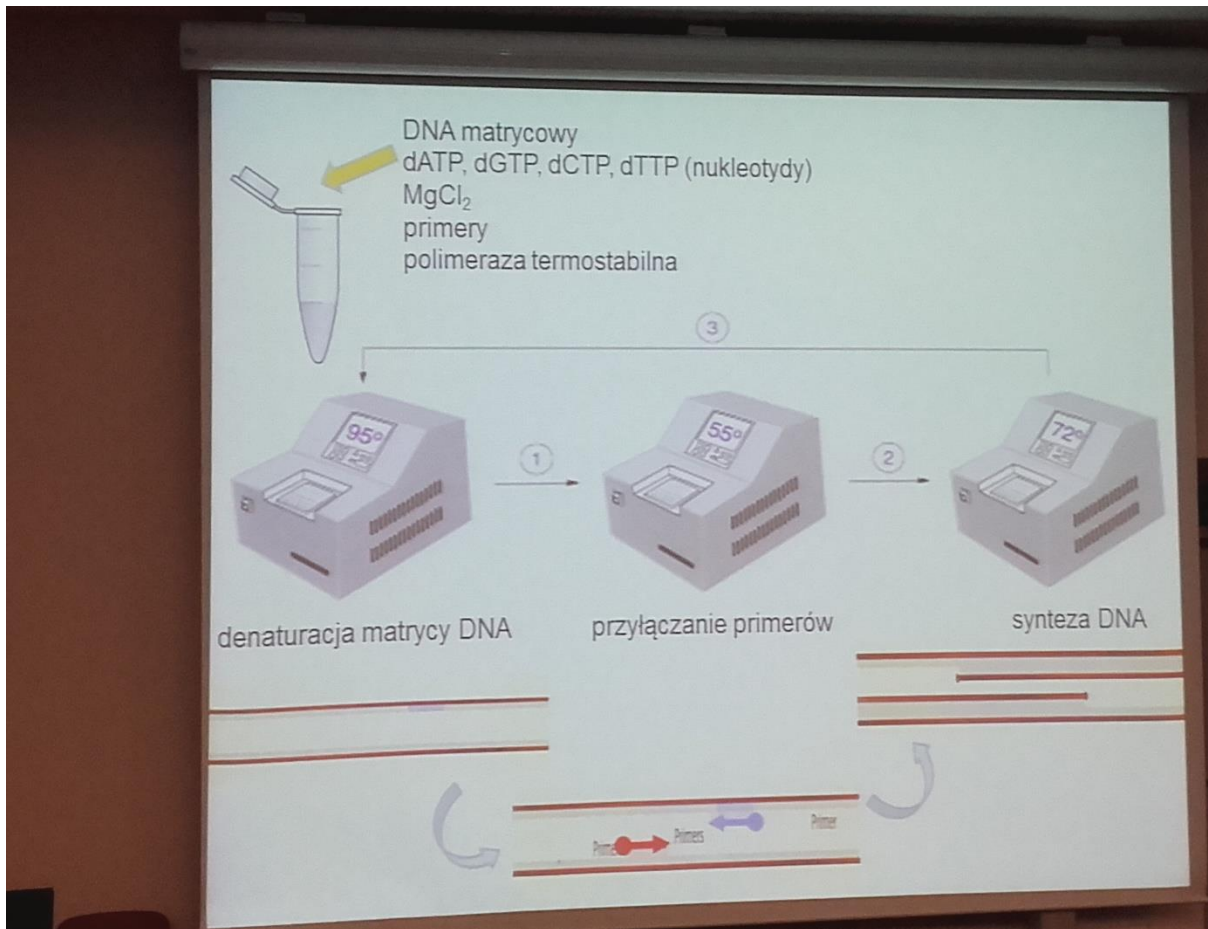 DNA matrycowy
dATP, dGTP, dCTP, dTTP (nukleotydy)
MgCl₂
primery
polimeraza termostabilna
3
95°
1
55°
2
72°
denaturacja matrycy DNA
przyłączanie primerów
synteza DNA
Primers
Primer